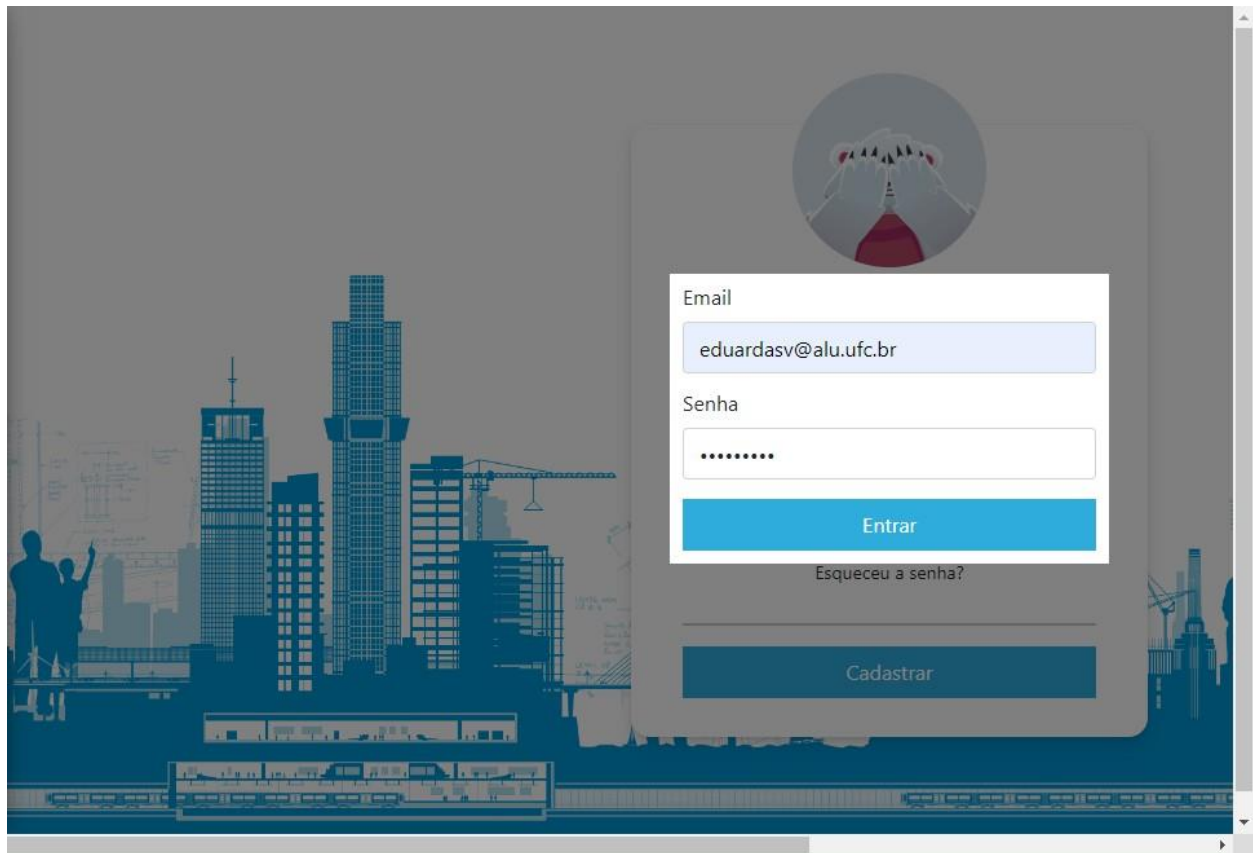 Email
eduardasv@alu.ufc.br
Senha
•••••••••
Entrar
Esqueceu a senha?
Cadastrar